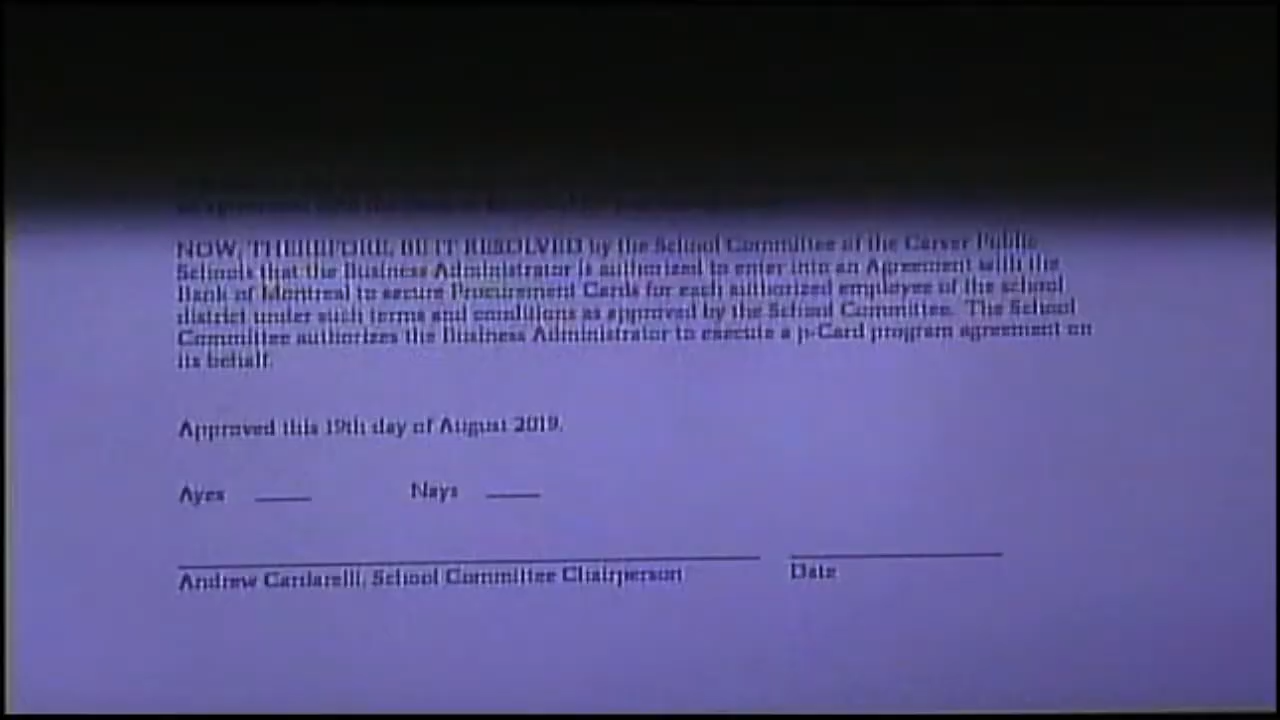 NOW, THEREFORE, BE IT RESOLVED by the School Committee of the Carver Public
Schools that the Business Administrator is authorized to enter into an Agreement with the
Bank of Montreal to secure Procurement Cards for each authorized employee of the school
district under such terms and conditions as approved by the School Committee. The School
Committee authorizes the Business Administrator to execute a p-Card program agreement on
its behalf.
Approved this 19th day of August 2019.
Ayes ____ Nays ____
Andrew Cardarelli, School Committee Chairperson Date